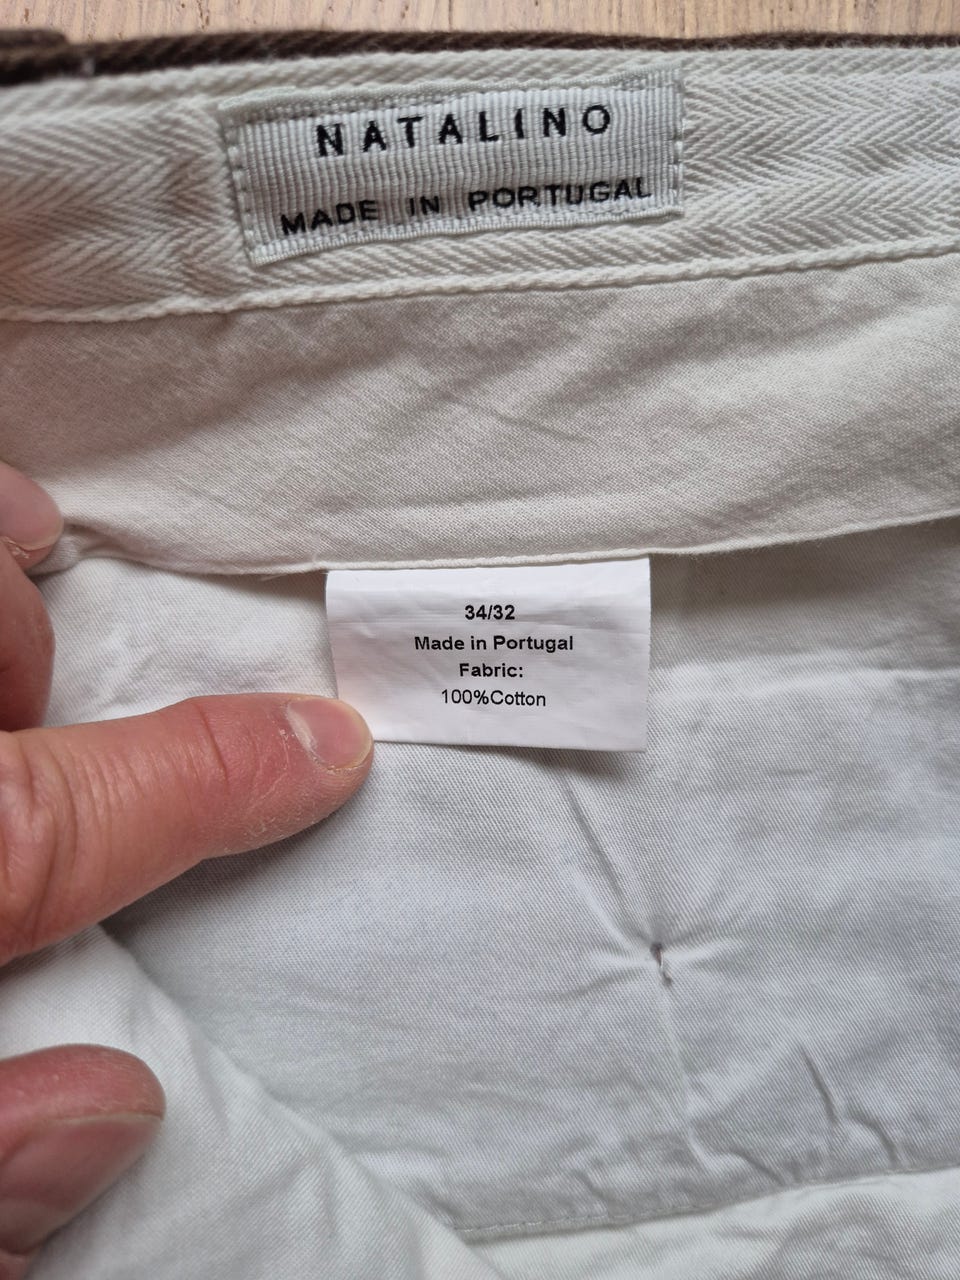 NATALINO
MADE IN PORTUGAL
34/32
Made in Portugal
Fabric:
100%Cotton